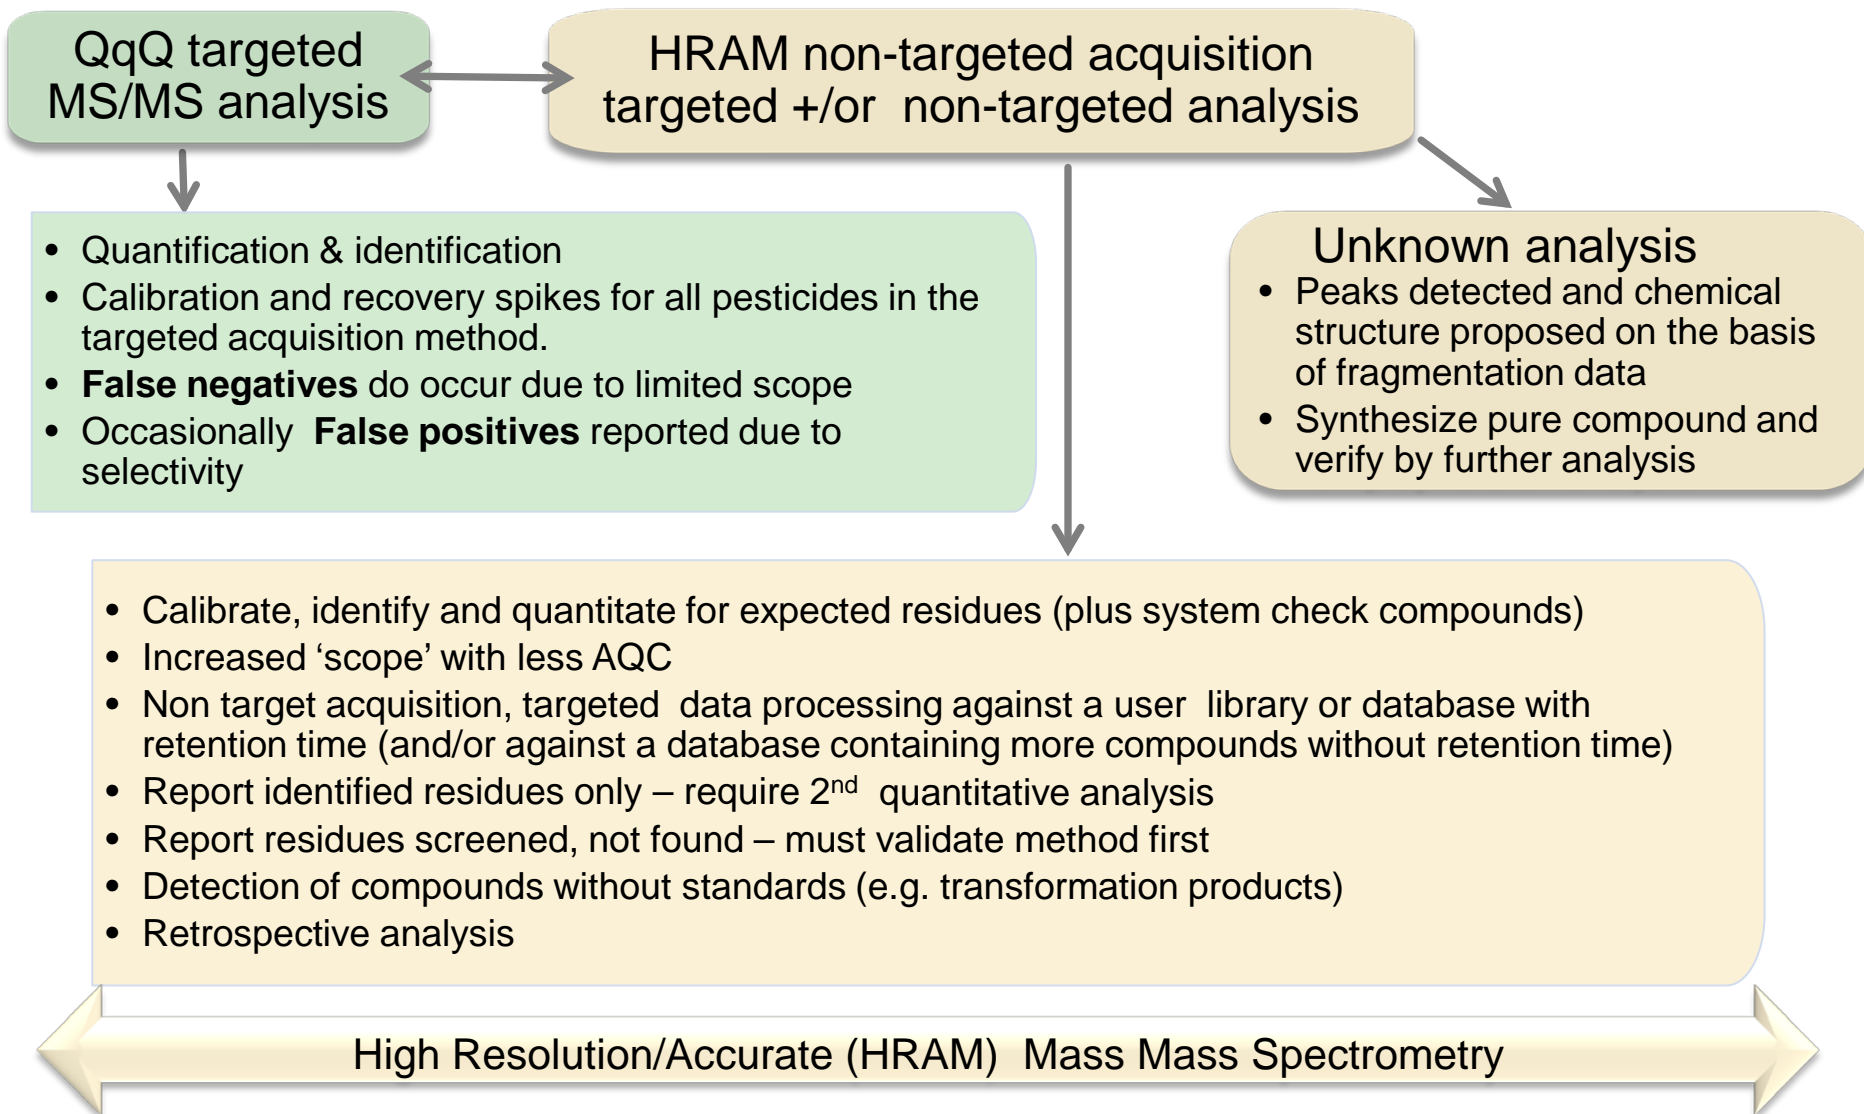 QqQ targeted
MS/MS analysis
HRAM non-targeted acquisition
targeted +/or  non-targeted analysis
• Quantification & identification
• Calibration and recovery spikes for all pesticides in the
targeted acquisition method.
• False negatives do occur due to limited scope
• Occasionally  False positives reported due to
selectivity
Unknown analysis
• Peaks detected and chemical
structure proposed on the basis
of fragmentation data
• Synthesize pure compound and
verify by further analysis
• Calibrate, identify and quantitate for expected residues (plus system check compounds)
• Increased ‘scope’ with less AQC
• Non target acquisition, targeted  data processing against a user  library or database with
retention time (and/or against a database containing more compounds without retention time)
• Report identified residues only – require 2nd  quantitative analysis
• Report residues screened, not found – must validate method first
• Detection of compounds without standards (e.g. transformation products)
• Retrospective analysis
High Resolution/Accurate (HRAM)  Mass Mass Spectrometry